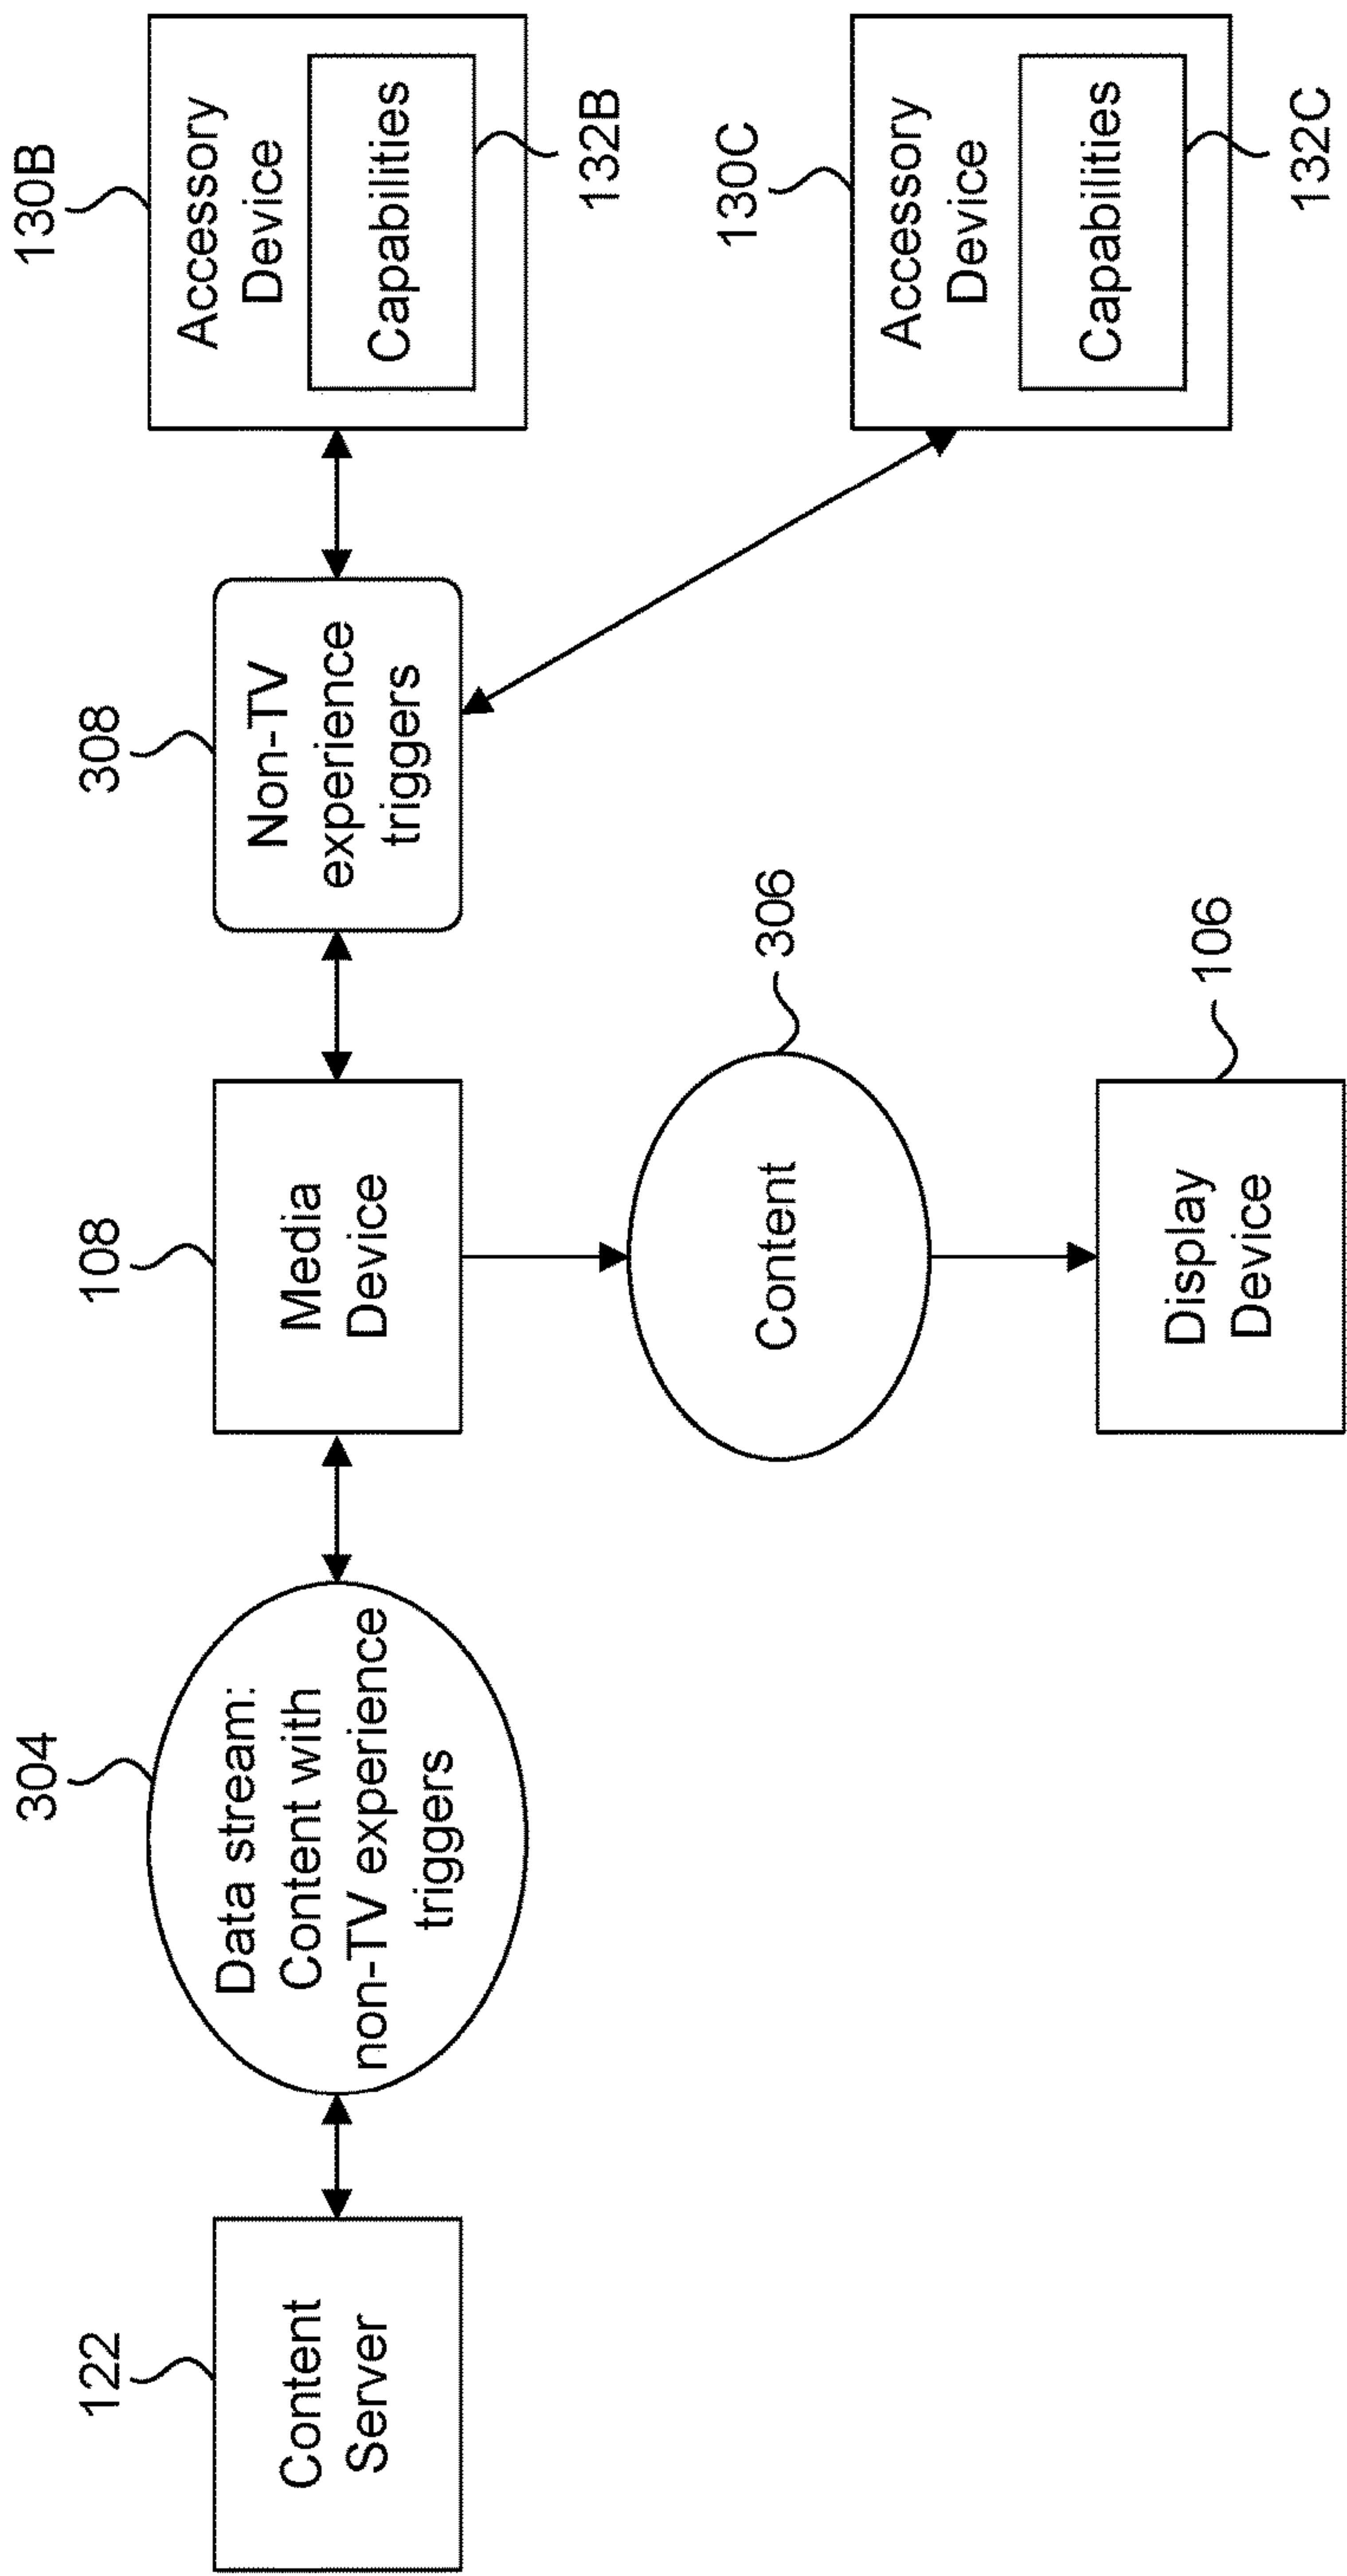 122
Content
Server
304
Data stream:
Content with
non-TV experience
triggers
108
Media
Device
308
Non-TV
experience
triggers
130B
Accessory
Device
Capabilities
132B
306
Content
130C
Accessory
Device
Capabilities
132C
106
Display
Device